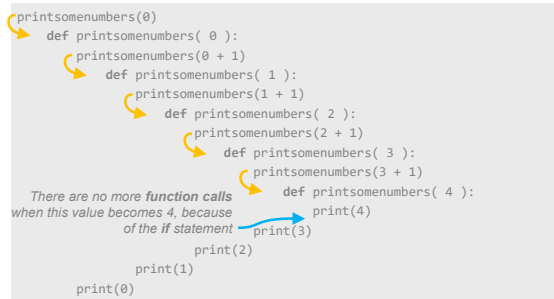 printsomenumbers(0)
def printsomenumbers( 0 ):
printsomenumbers(0 + 1)
def printsomenumbers( 1 ):
printsomenumbers(1 + 1)
def printsomenumbers( 2 ):
printsomenumbers(2 + 1)
def printsomenumbers( 3 ):
printsomenumbers(3 + 1)
def printsomenumbers( 4 ):
There are no more function calls
when this value becomes 4, because
of the if statement
print(4)
print(3)
print(2)
print(1)
print(0)